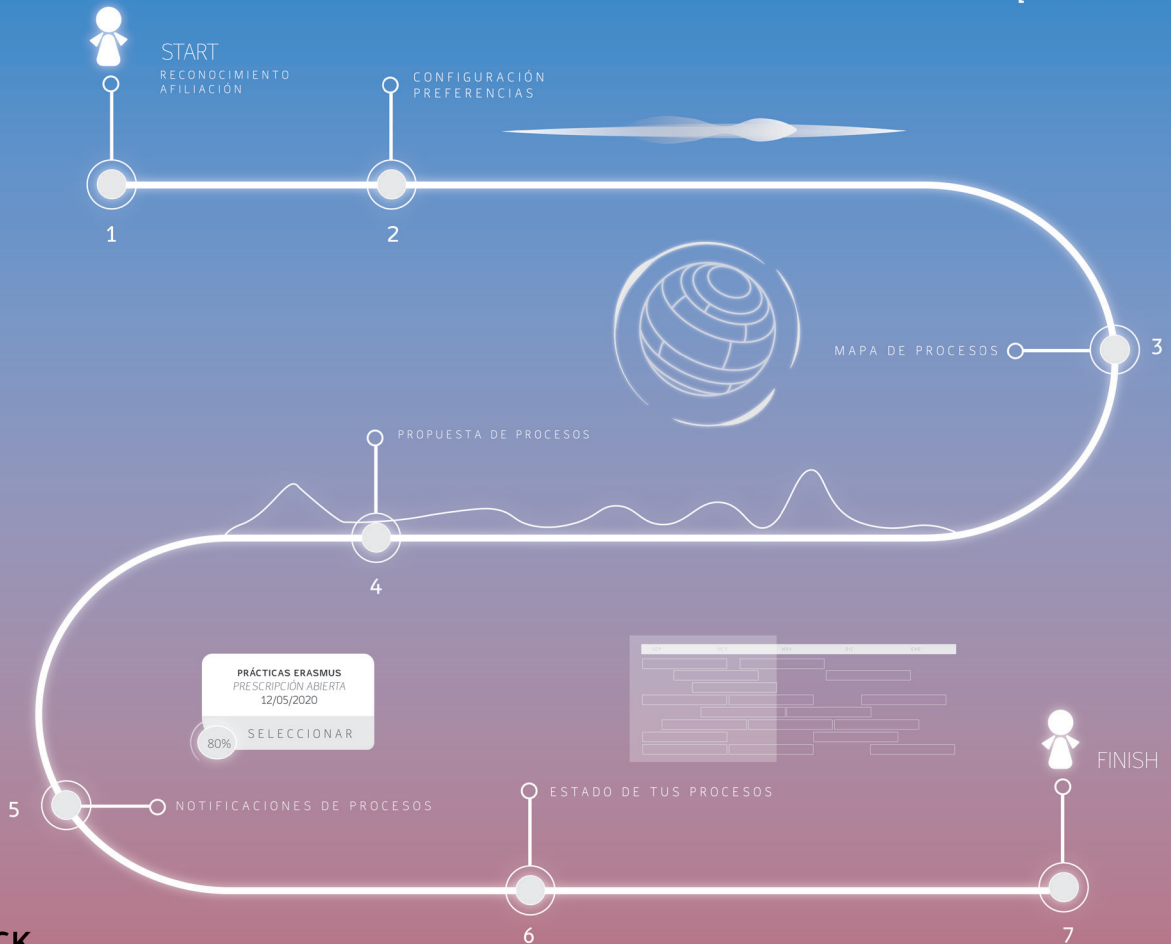 START
RECONOCIMIENTO
AFILIACIÓN
CONFIGURACIÓN
PREFERENCIAS
1
2
MAPA DE PROCESOS
3
PROPUESTA DE PROCESOS
4
PRÁCTICAS ERASMUS
PRESCRIPCIÓN ABIERTA
12/05/2020
SELECCIONAR
80%
FINISH
ESTADO DE TUS PROCESOS
5
NOTIFICACIONES DE PROCESOS
6
7